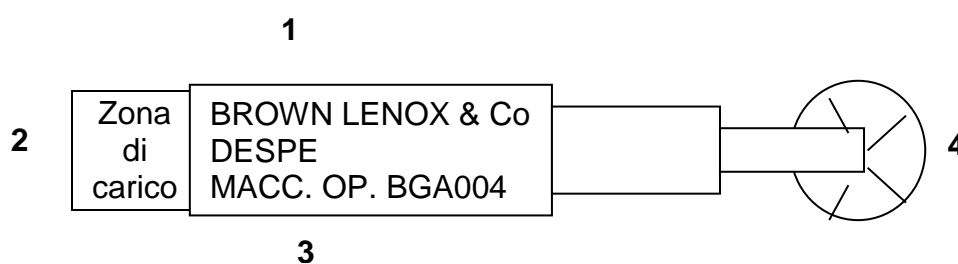 1
2
Zona
di
carico
BROWN LENOX & Co
DESPE
MACC. OP. BGA004
4
3